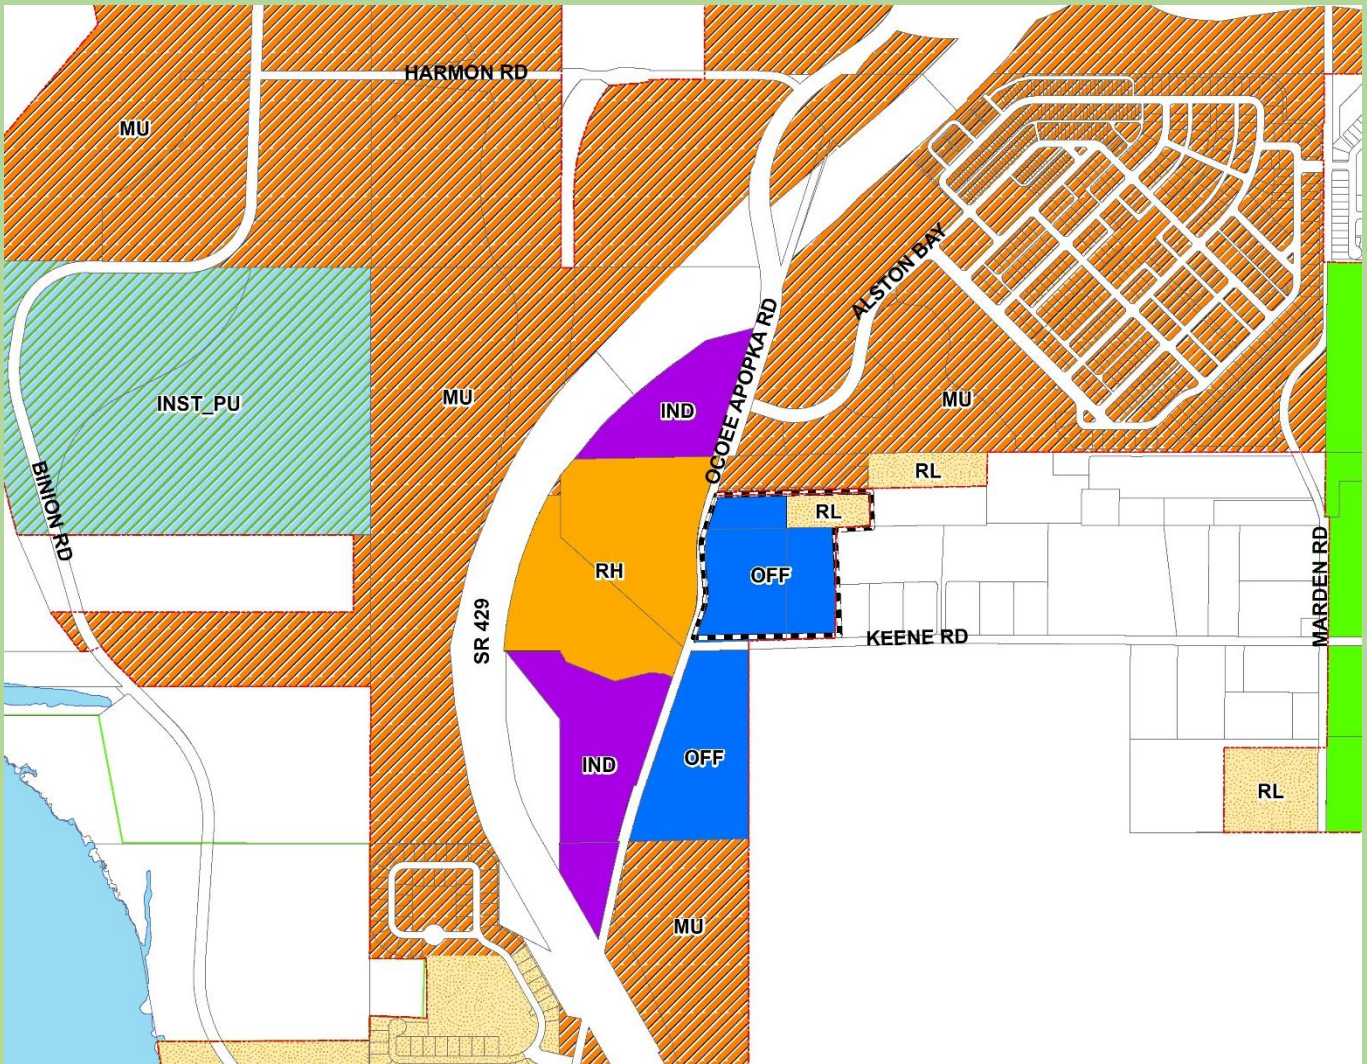 HARMON RD
MU
ALSTON BAY
OCOEE APOPKA RD
MU
INST_PU
IND
MU
BINION RD
RL
RL
RH
OFF
MARDEN RD
SR 429
KEENE RD
IND
OFF
RL
MU